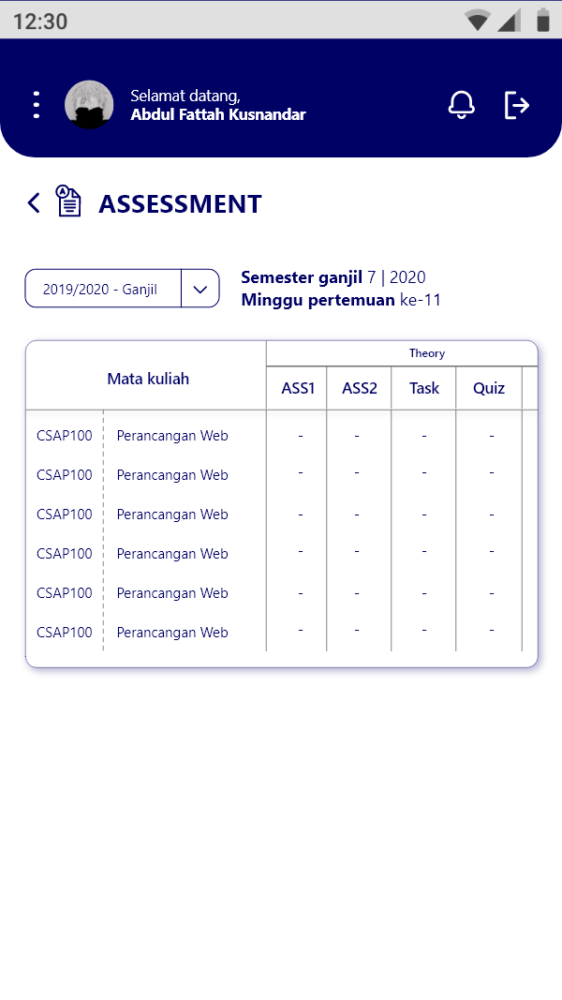 12:30
Selamat datang,
Abdul Fattah Kusnandar
A
ASSESSMENT
2019/2020 - Ganjil
Semester ganjil 7 | 2020
Minggu pertemuan ke-11
Mata kuliah
Theory
ASS1 ASS2 Task Quiz
CSAP100 Perancangan Web - - - -
CSAP100 Perancangan Web - - - -
CSAP100 Perancangan Web - - - -
CSAP100 Perancangan Web - - - -
CSAP100 Perancangan Web - - - -
CSAP100 Perancangan Web - - - -